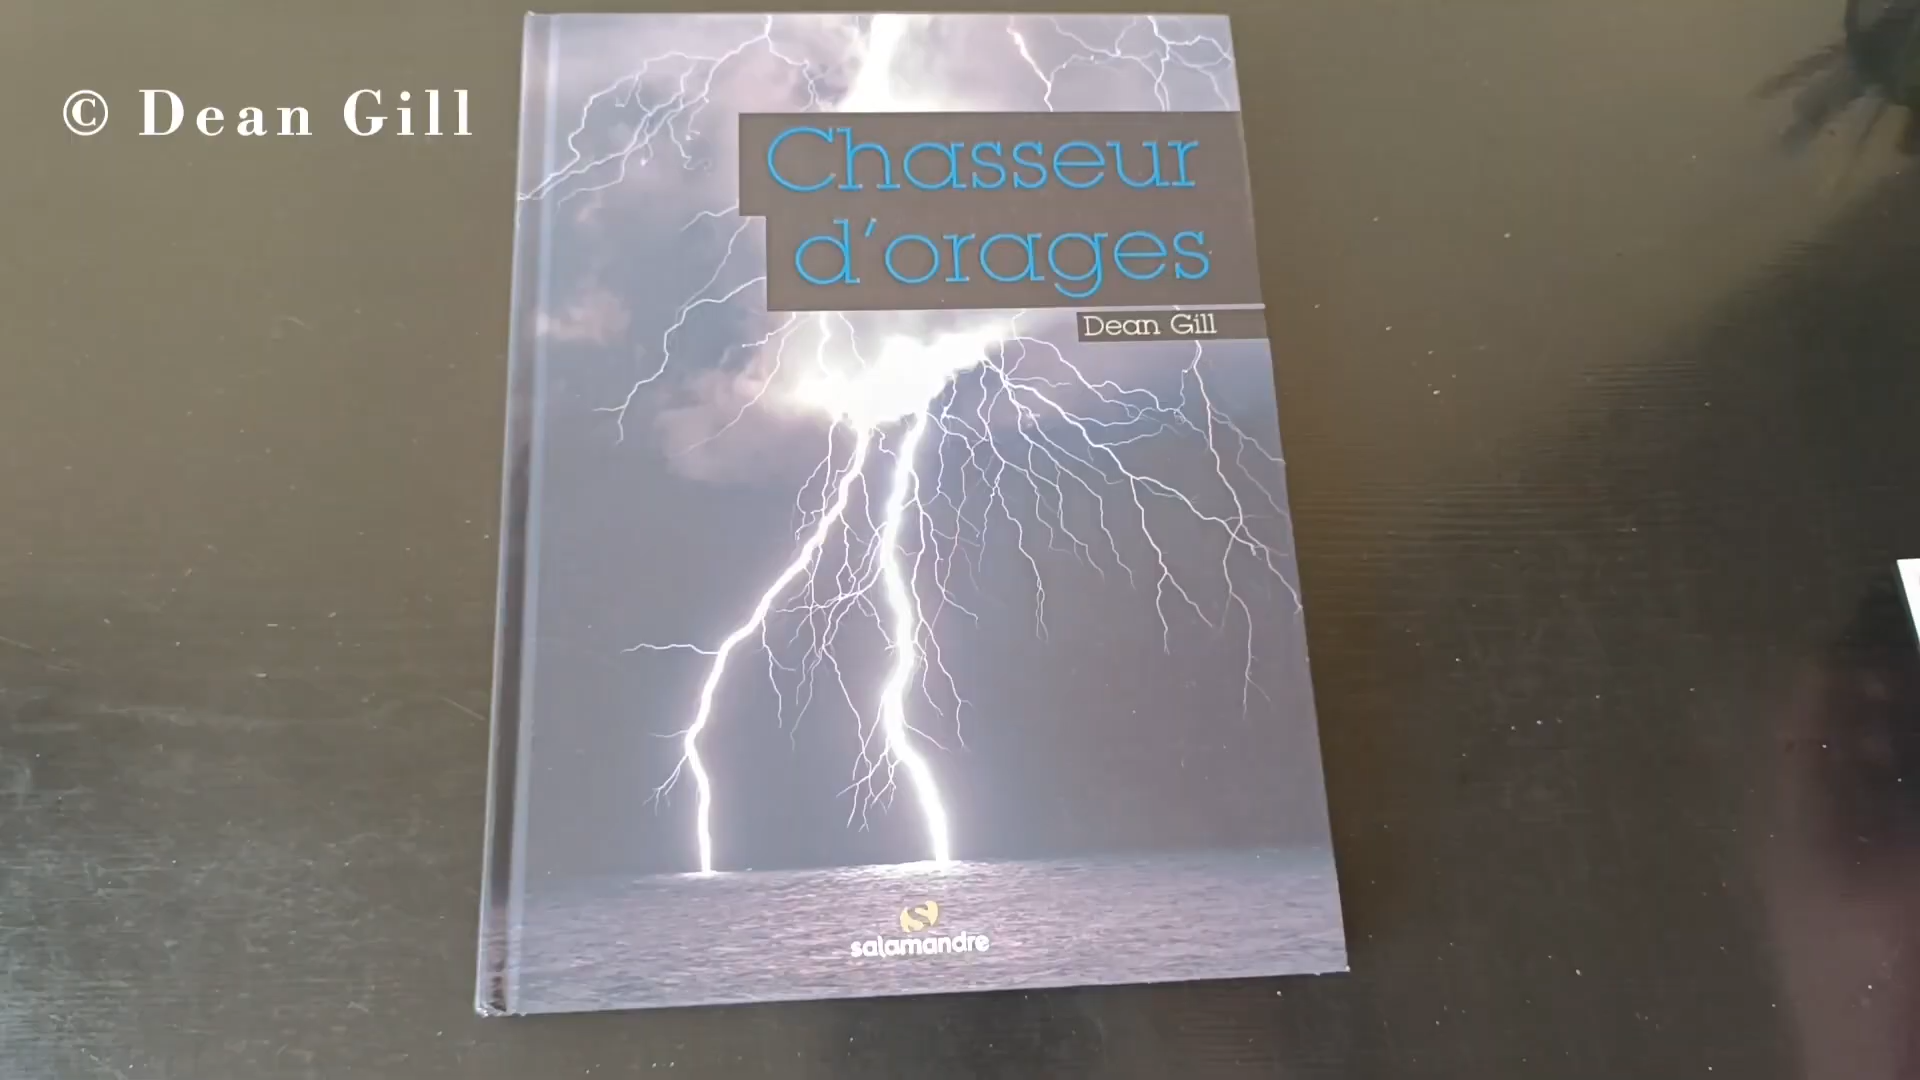 © Dean Gill
Chasseur
d'orages
Dean Gill
salamandre